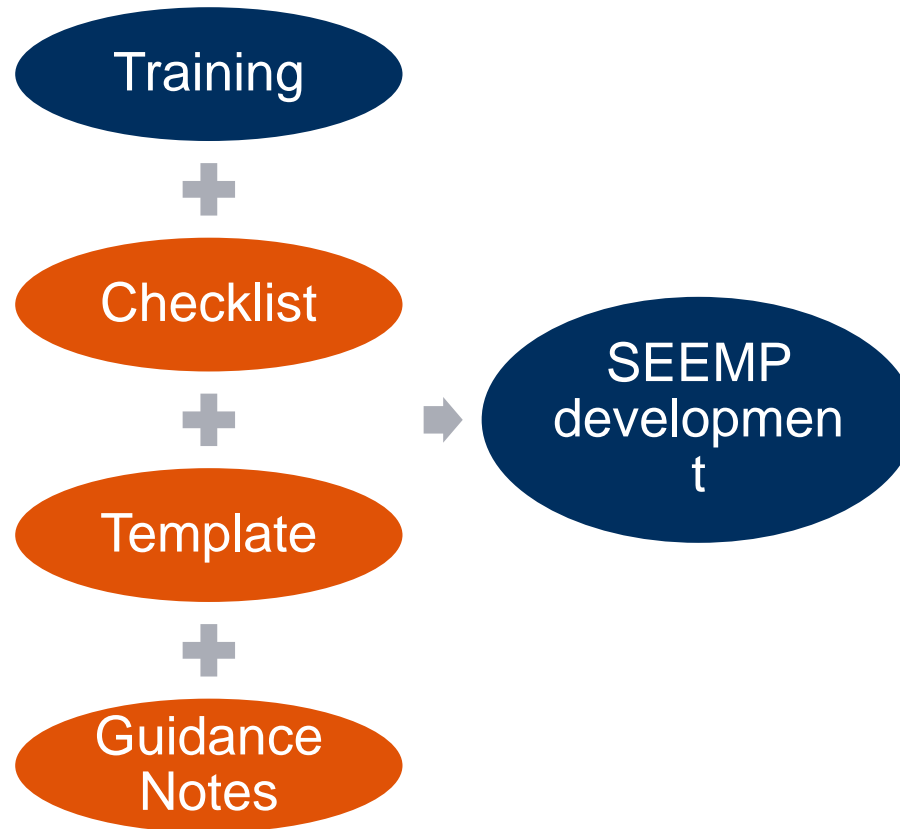 Training
Checklist
Template
Guidance
Notes
SEEMP
developmen
t